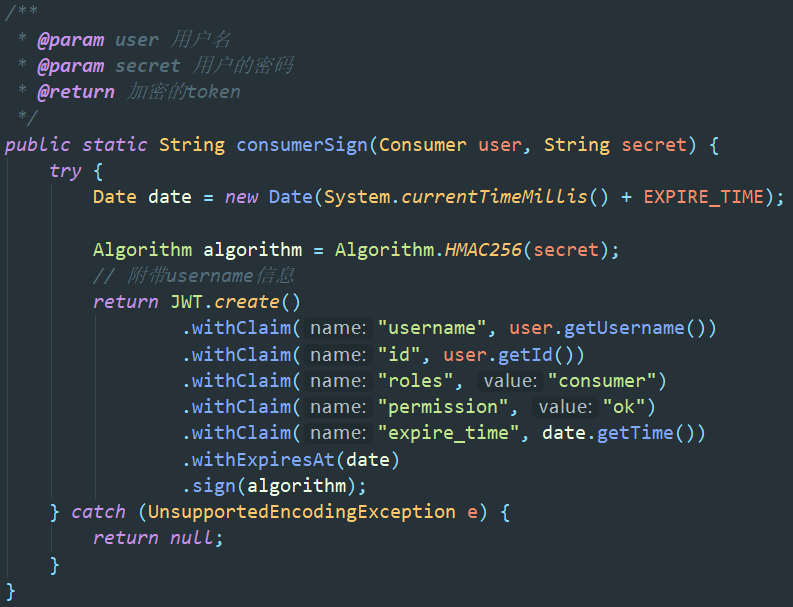 /**
 * @param user 用户名
 * @param secret 用户的密码
 * @return 加密的token
 */
public static String consumerSign(Consumer user, String secret) {
    try {
        Date date = new Date(System.currentTimeMillis() + EXPIRE_TIME);

        Algorithm algorithm = Algorithm.HMAC256(secret);
        // 附带username信息
        return JWT.create()
                .withClaim( name: "username", user.getUsername())
                .withClaim( name: "id", user.getId())
                .withClaim( name: "roles", value: "consumer")
                .withClaim( name: "permission", value: "ok")
                .withClaim( name: "expire_time", date.getTime())
                .withExpiresAt(date)
                .sign(algorithm);
    } catch (UnsupportedEncodingException e) {
        return null;
    }
}